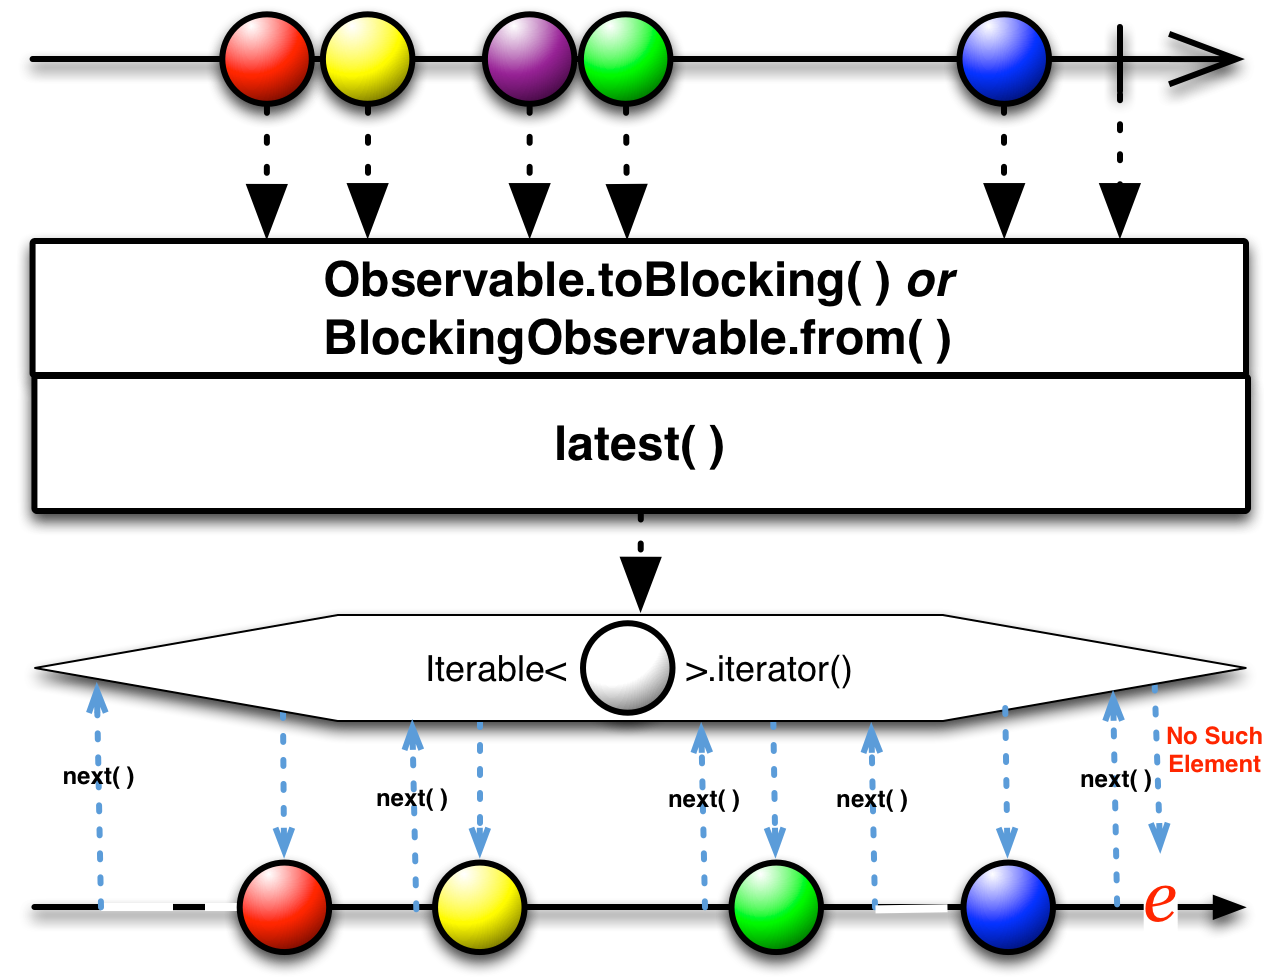 Observable.toBlocking( ) or
BlockingObservable.from( )
latest( )
Iterable< >.iterator()
No Such
Element
next( )
next( )
next( )
next( )
next( )
e